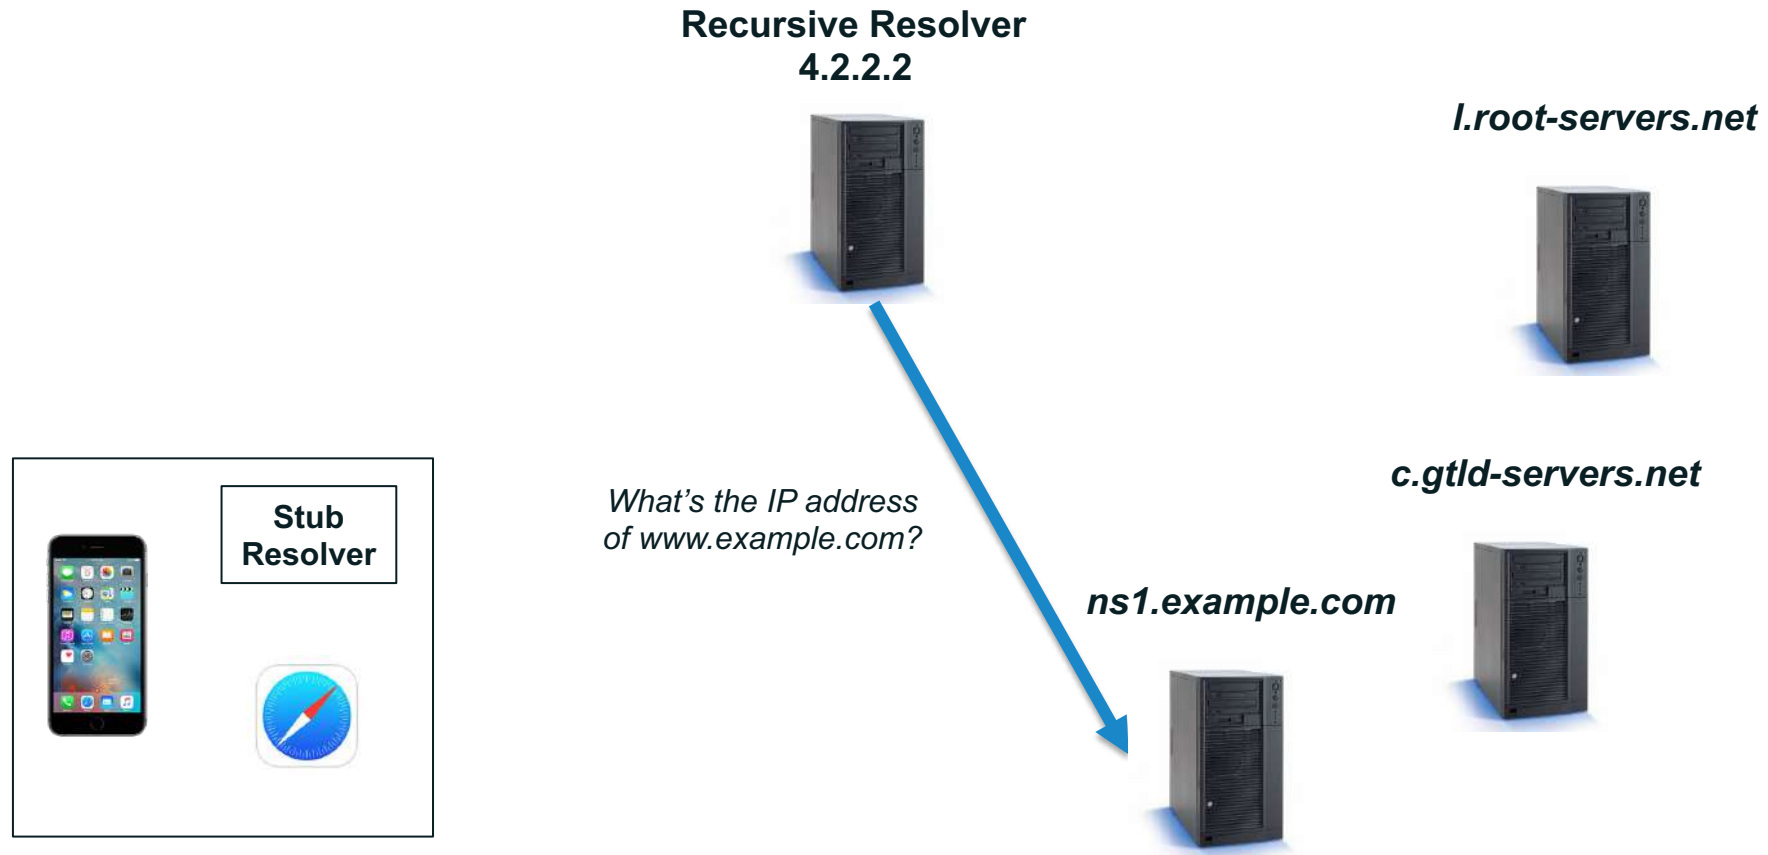 Recursive Resolver
4.2.2.2
l.root-servers.net
c.gtld-servers.net
Stub
Resolver
What’s the IP address
of www.example.com?
ns1.example.com